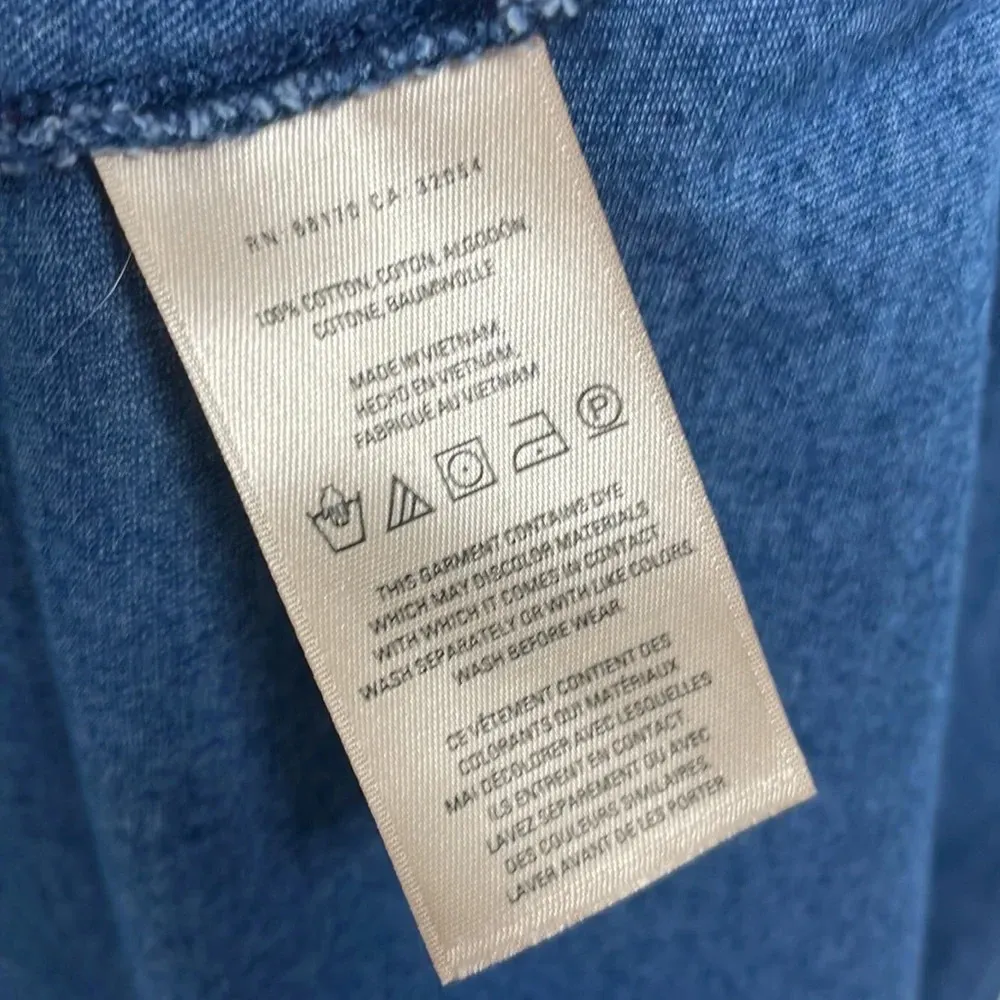 RN: 88170 CA: 32054
100% COTTON, COTON, ALGODÓN
COTONE, BAUMWOLLE
MADE IN VIETNAM,
HECHO EN VIETNAM,
FABRIQUÉ AU VIETNAM
P
THIS GARMENT CONTAINS DYE
WHICH MAY DISCOLOR MATERIALS
WITH WHICH IT COMES IN CONTACT
WASH SEPARATELY OR WITH LIKE COLORS
WASH BEFORE WEAR
CE VÊTEMENT CONTIENT DES
COLORANTS QUI MATÉRIAUX
MAI DÉCOLORER AVEC LESQUELLES
ILS ENTRENT EN CONTACT.
LAVEZ SÉPAREMENT OU AVEC
DES COULEURS SIMILAIRES.
LAVER AVANT DE LES PORTER